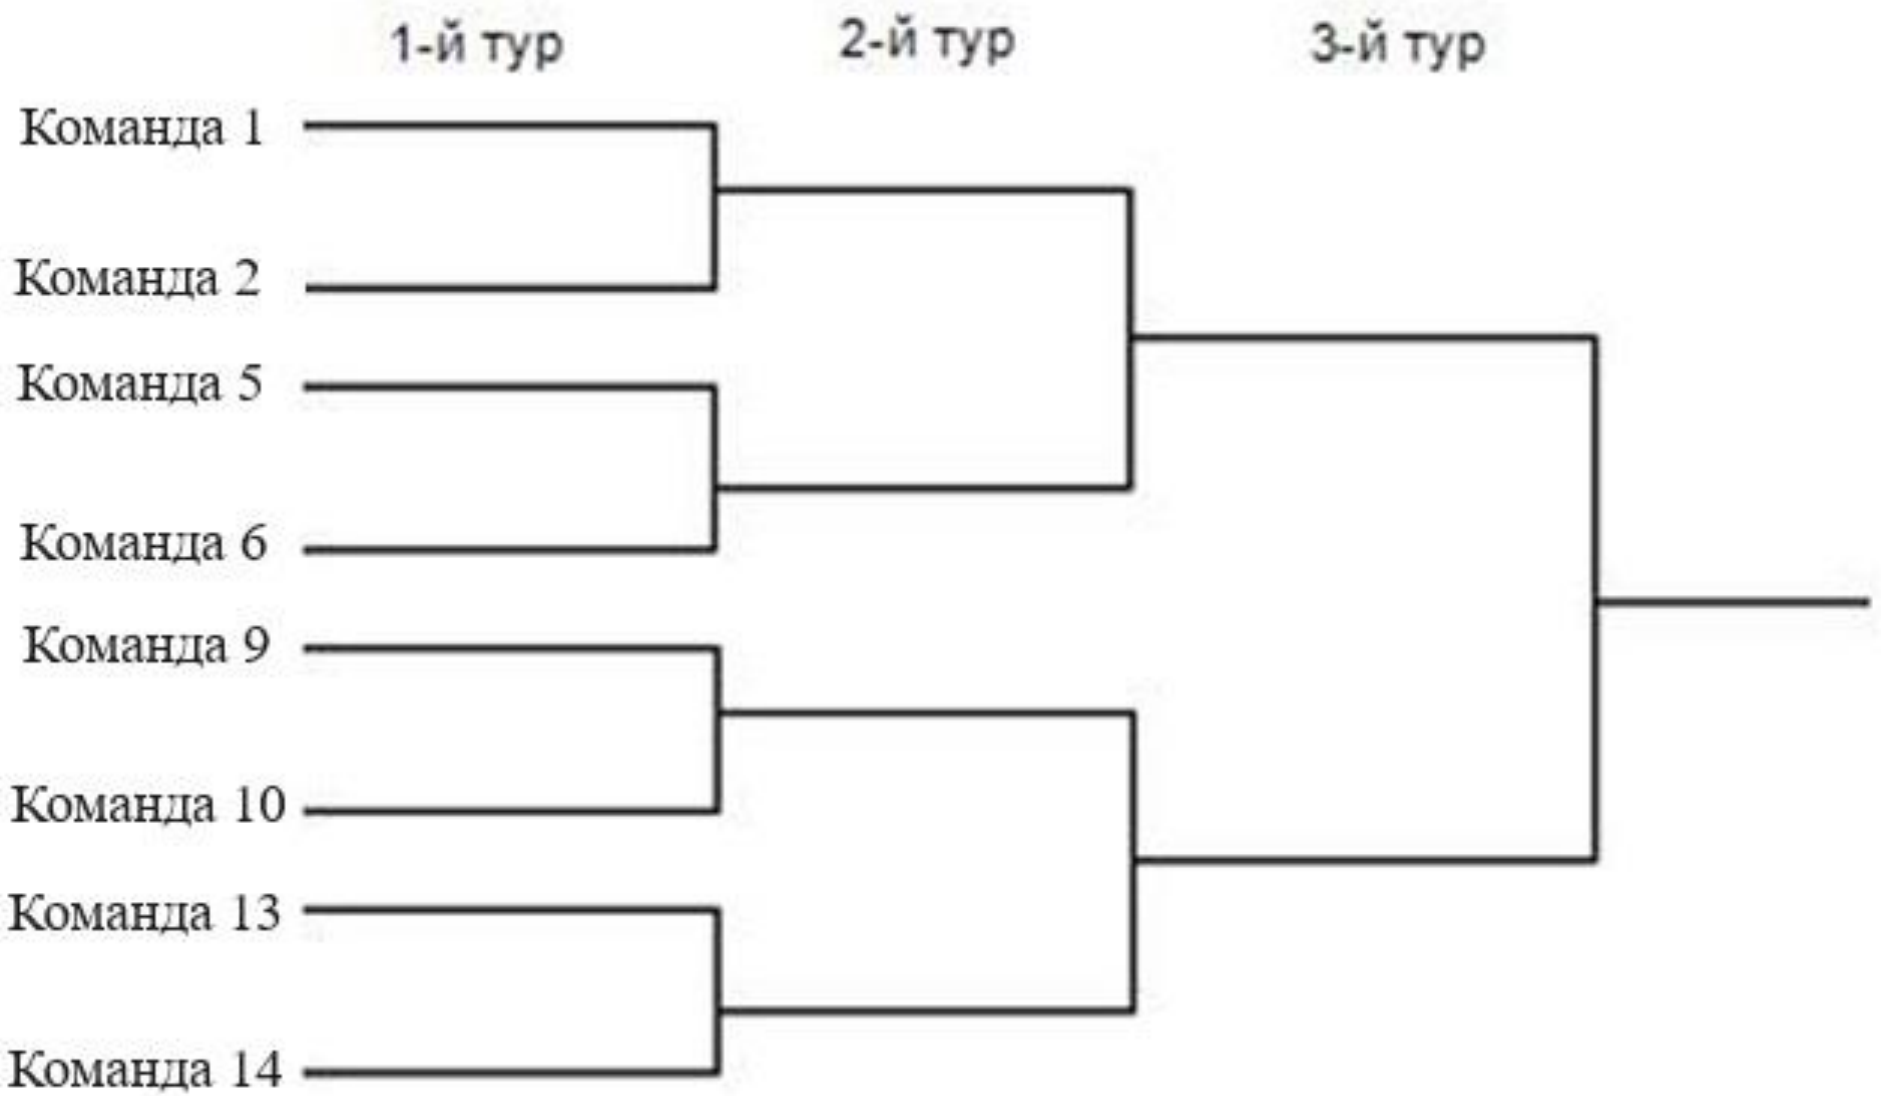 1-й тур 2-й тур 3-й тур
Команда 1
Команда 2
Команда 5
Команда 6
Команда 9
Команда 10
Команда 13
Команда 14